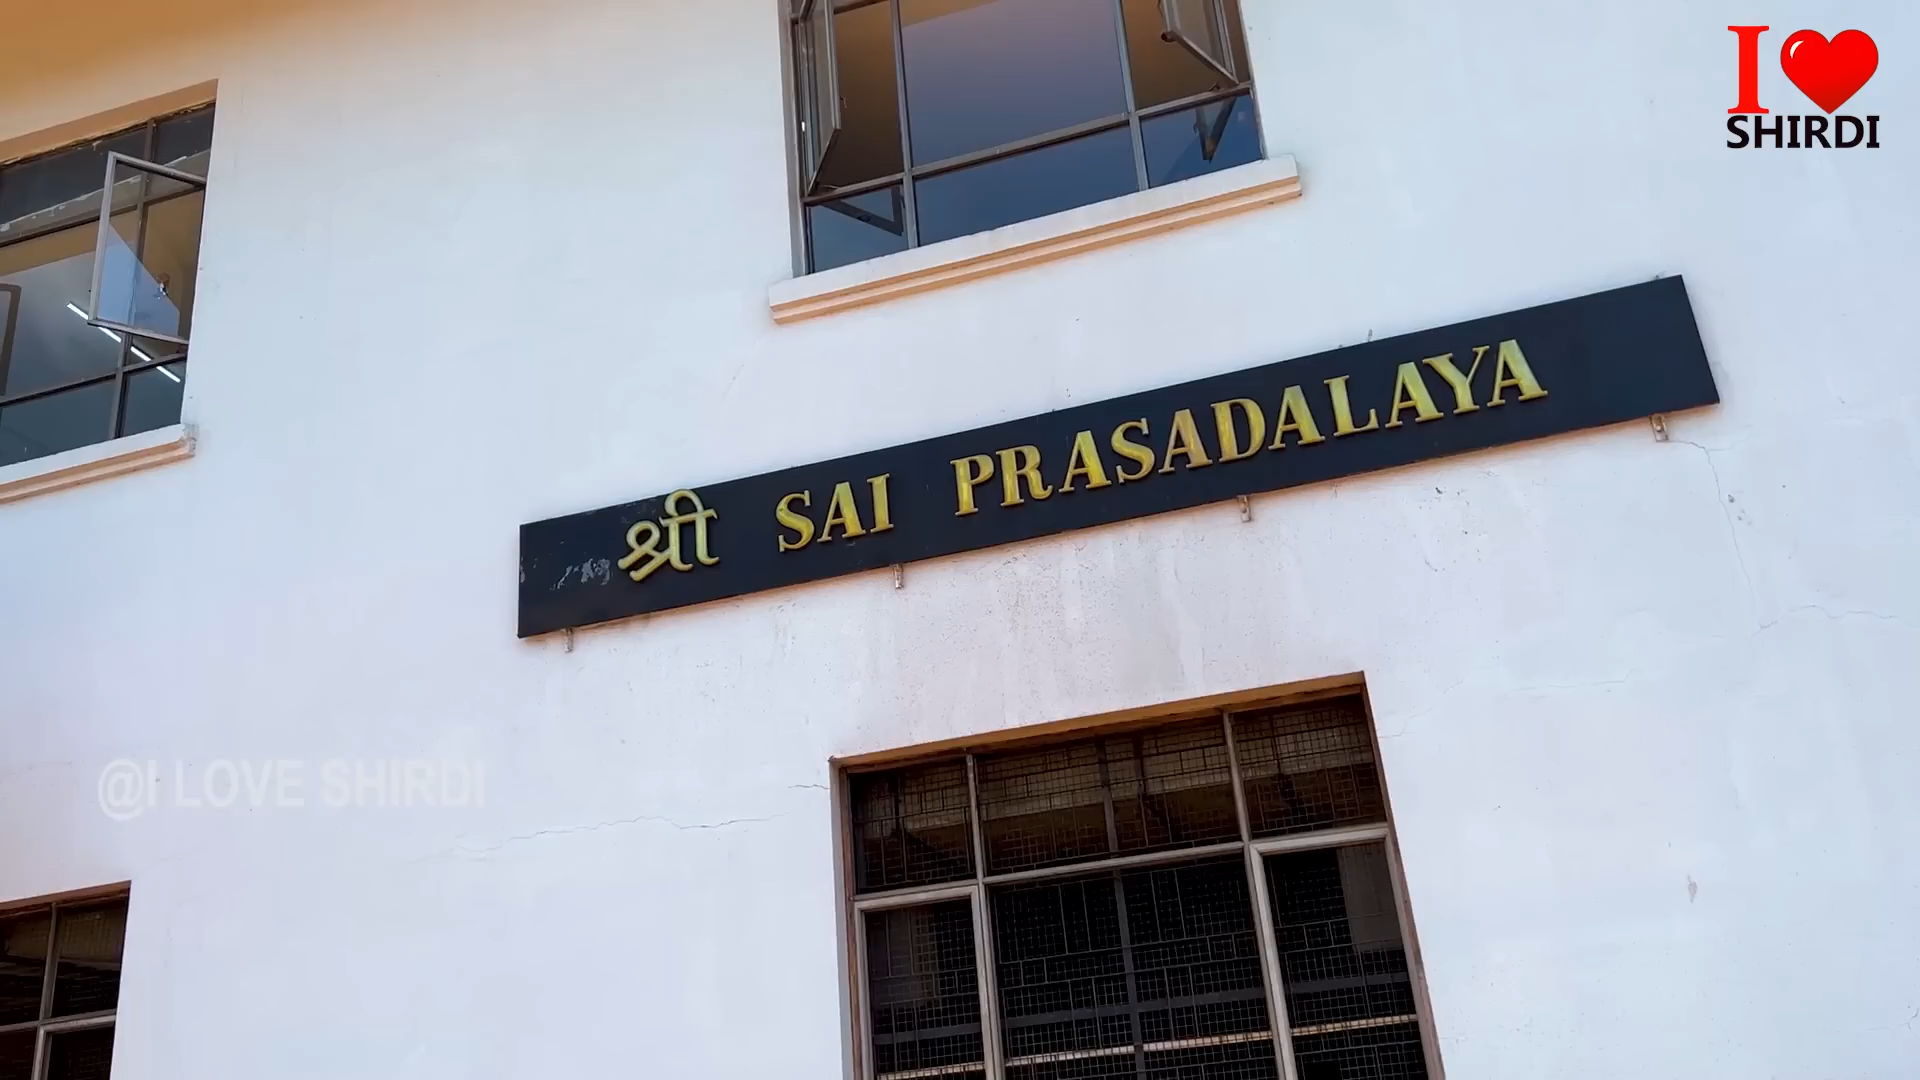 I ❤
SHIRDI
श्री SAI PRASADALAYA
@I LOVE SHIRDI